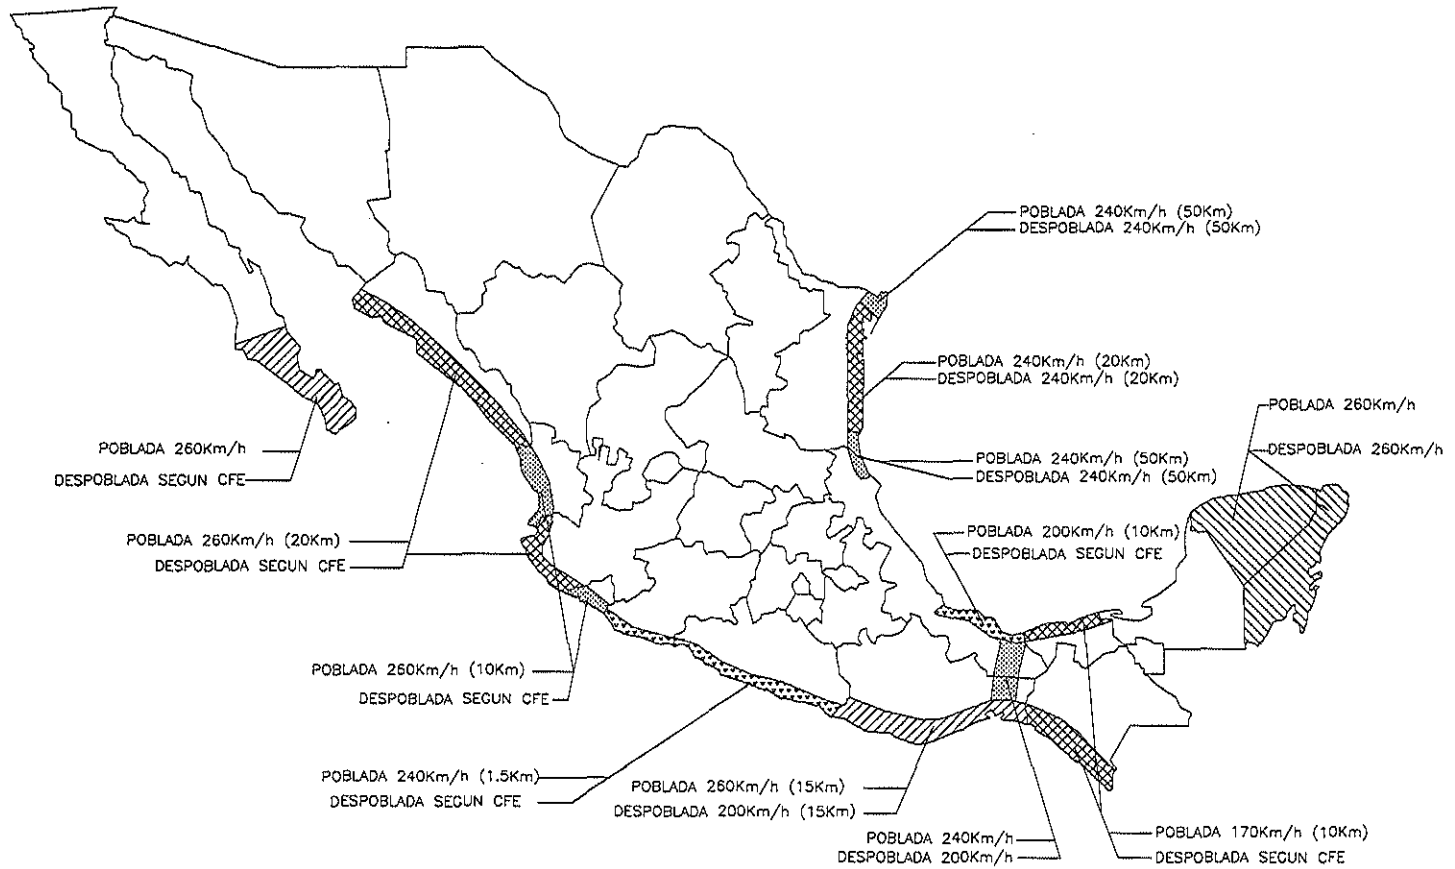 POBLADA 240Km/h (50Km)
DESPOBLADA 240Km/h (50Km)
POBLADA 240Km/h (20Km)
DESPOBLADA 240Km/h (20Km)
POBLADA 260Km/h
DESPOBLADA 260Km/h
POBLADA 260Km/h
DESPOBLADA SEGUN CFE
POBLADA 240Km/h (50Km)
DESPOBLADA 240Km/h (50Km)
POBLADA 260Km/h (20Km)
DESPOBLADA SEGUN CFE
POBLADA 200Km/h (10Km)
DESPOBLADA SEGUN CFE
POBLADA 260Km/h (10Km)
DESPOBLADA SEGUN CFE
POBLADA 240Km/h (1.5Km)
DESPOBLADA SEGUN CFE
POBLADA 260Km/h (15Km)
DESPOBLADA 200Km/h (15Km)
POBLADA 240Km/h
DESPOBLADA 200Km/h
POBLADA 170Km/h (10Km)
DESPOBLADA SEGUN CFE